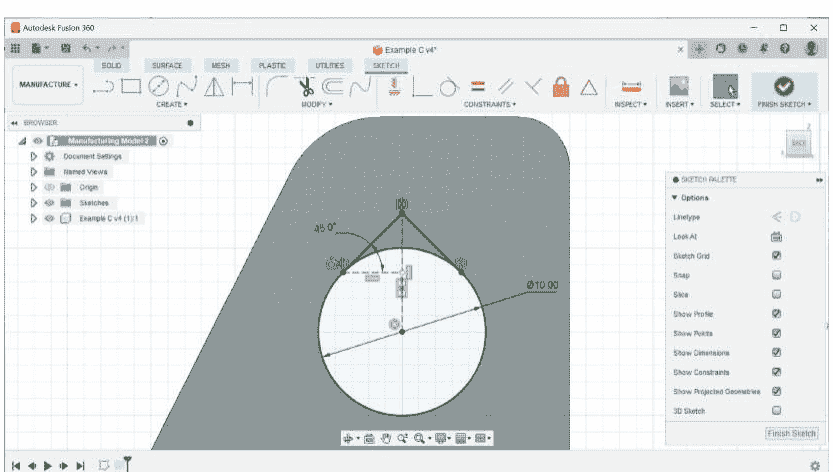 Autodesk Fusion 360
Example C v4*
SOLID SURFACE MESH PLASTIC UTILITIES SKETCH
MANUFACTURE
CREATE MODIFY CONSTRAINTS INSPECT INSERT SELECT FINISH SKETCH
BROWSER
Manufacturing Model 2
Document Settings
Named Views
Origin
Sketches
Example C v4 (1):1
45.0°
Ø10.00
Z
BACK
SKETCH PALETTE
Options
Linetype
Look At
Sketch Grid
Snap
Slice
Show Profile
Show Points
Show Dimensions
Show Constraints
Show Projected Geometries
3D Sketch
Finish Sketch